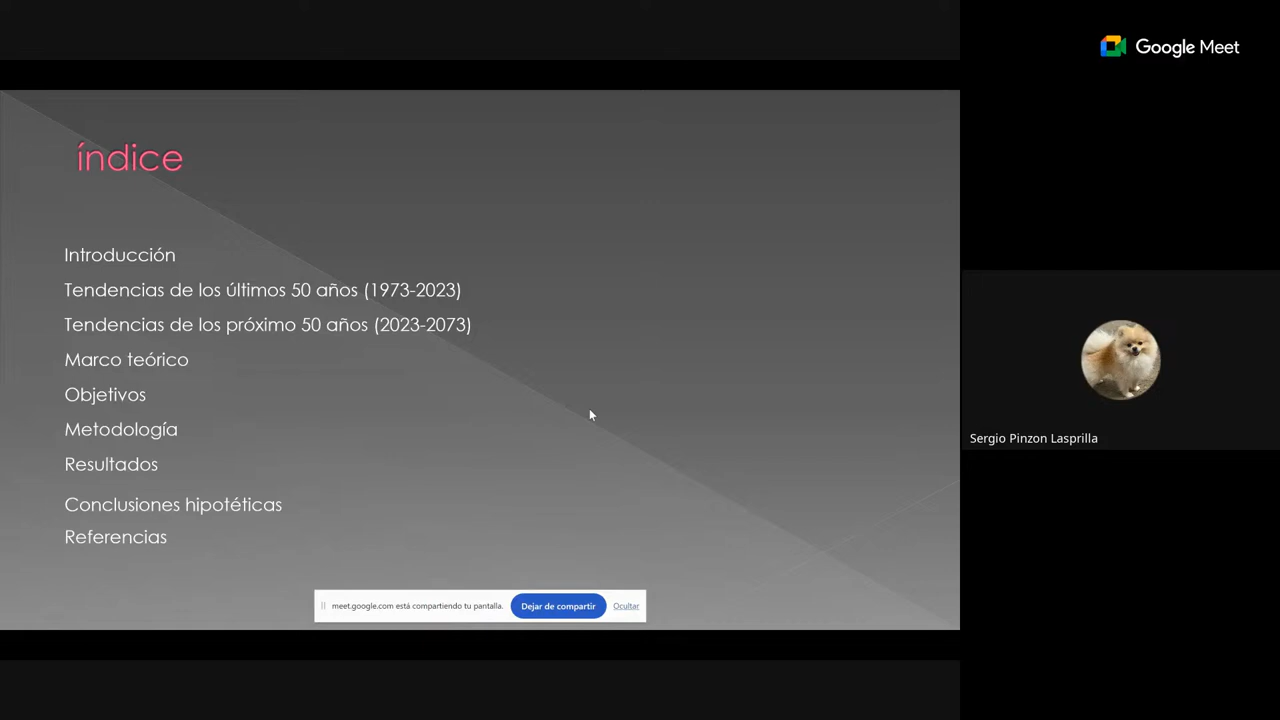 Google Meet
índice
Introducción
Tendencias de los últimos 50 años (1973-2023)
Tendencias de los próximo 50 años (2023-2073)
Marco teórico
Objetivos
Metodología
Resultados
Conclusiones hipotéticas
Referencias
Sergio Pinzon Lasprilla
meet.google.com está compartiendo tu pantalla.
Dejar de compartir
Ocultar